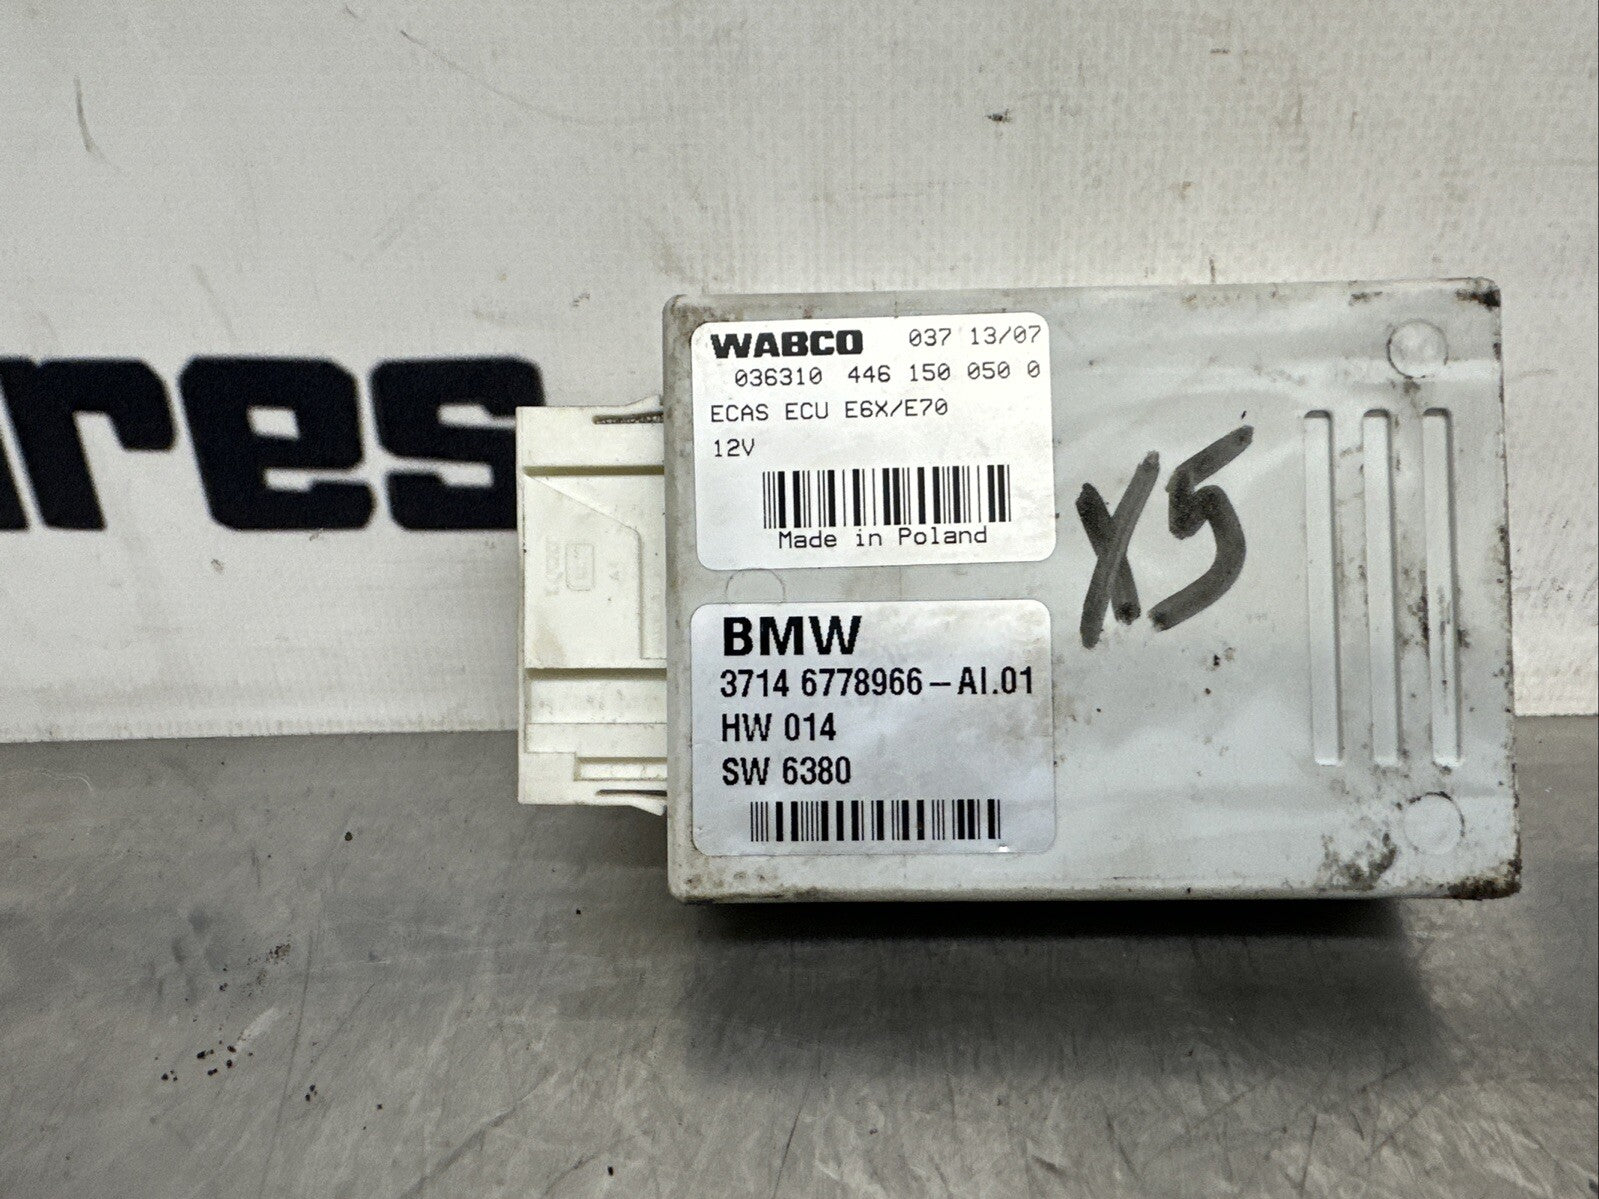 WABCO 037 13/07
036310 446 150 050 0
ECAS ECU E6X/E70
12V
Made in Poland
BMW
3714 6778966-AI.01
HW 014
SW 6380
X5
ares